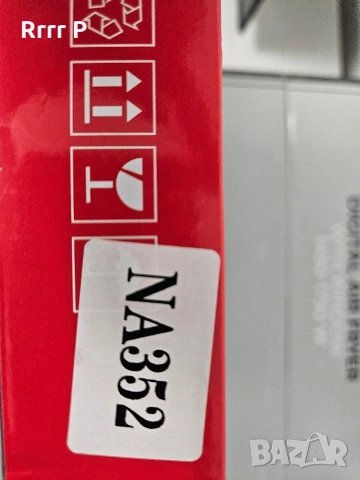 Rrrr P
NA352
DIGITAL AIR FRYER
BAZAR